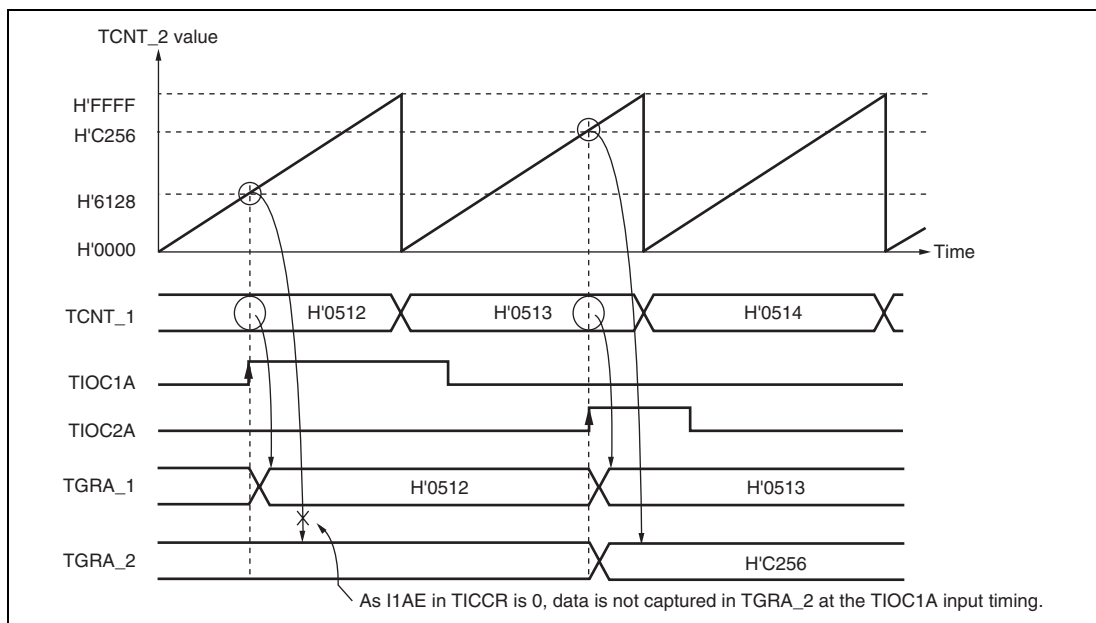 TCNT_2 value
H'FFFF
H'C256
H'6128
H'0000
Time
TCNT_1
H'0512
H'0513
H'0514
TIOC1A
TIOC2A
TGRA_1
H'0512
H'0513
TGRA_2
H'C256
As I1AE in TICCR is 0, data is not captured in TGRA_2 at the TIOC1A input timing.